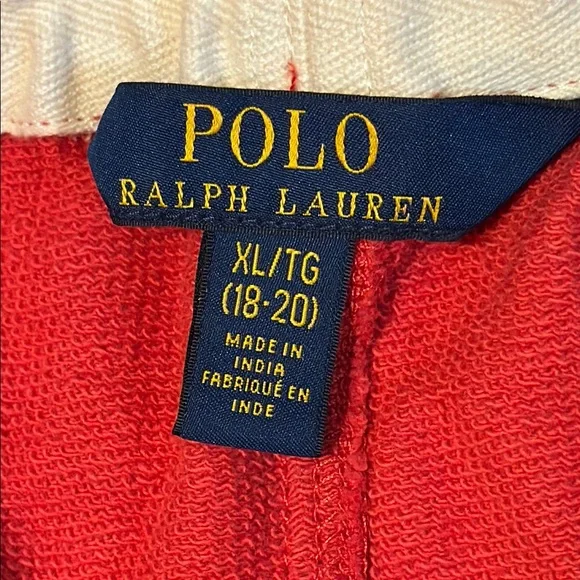 POLO
RALPH LAUREN
XL/TG
(18-20)
MADE IN
INDIA
FABRIQUÉ EN
INDE